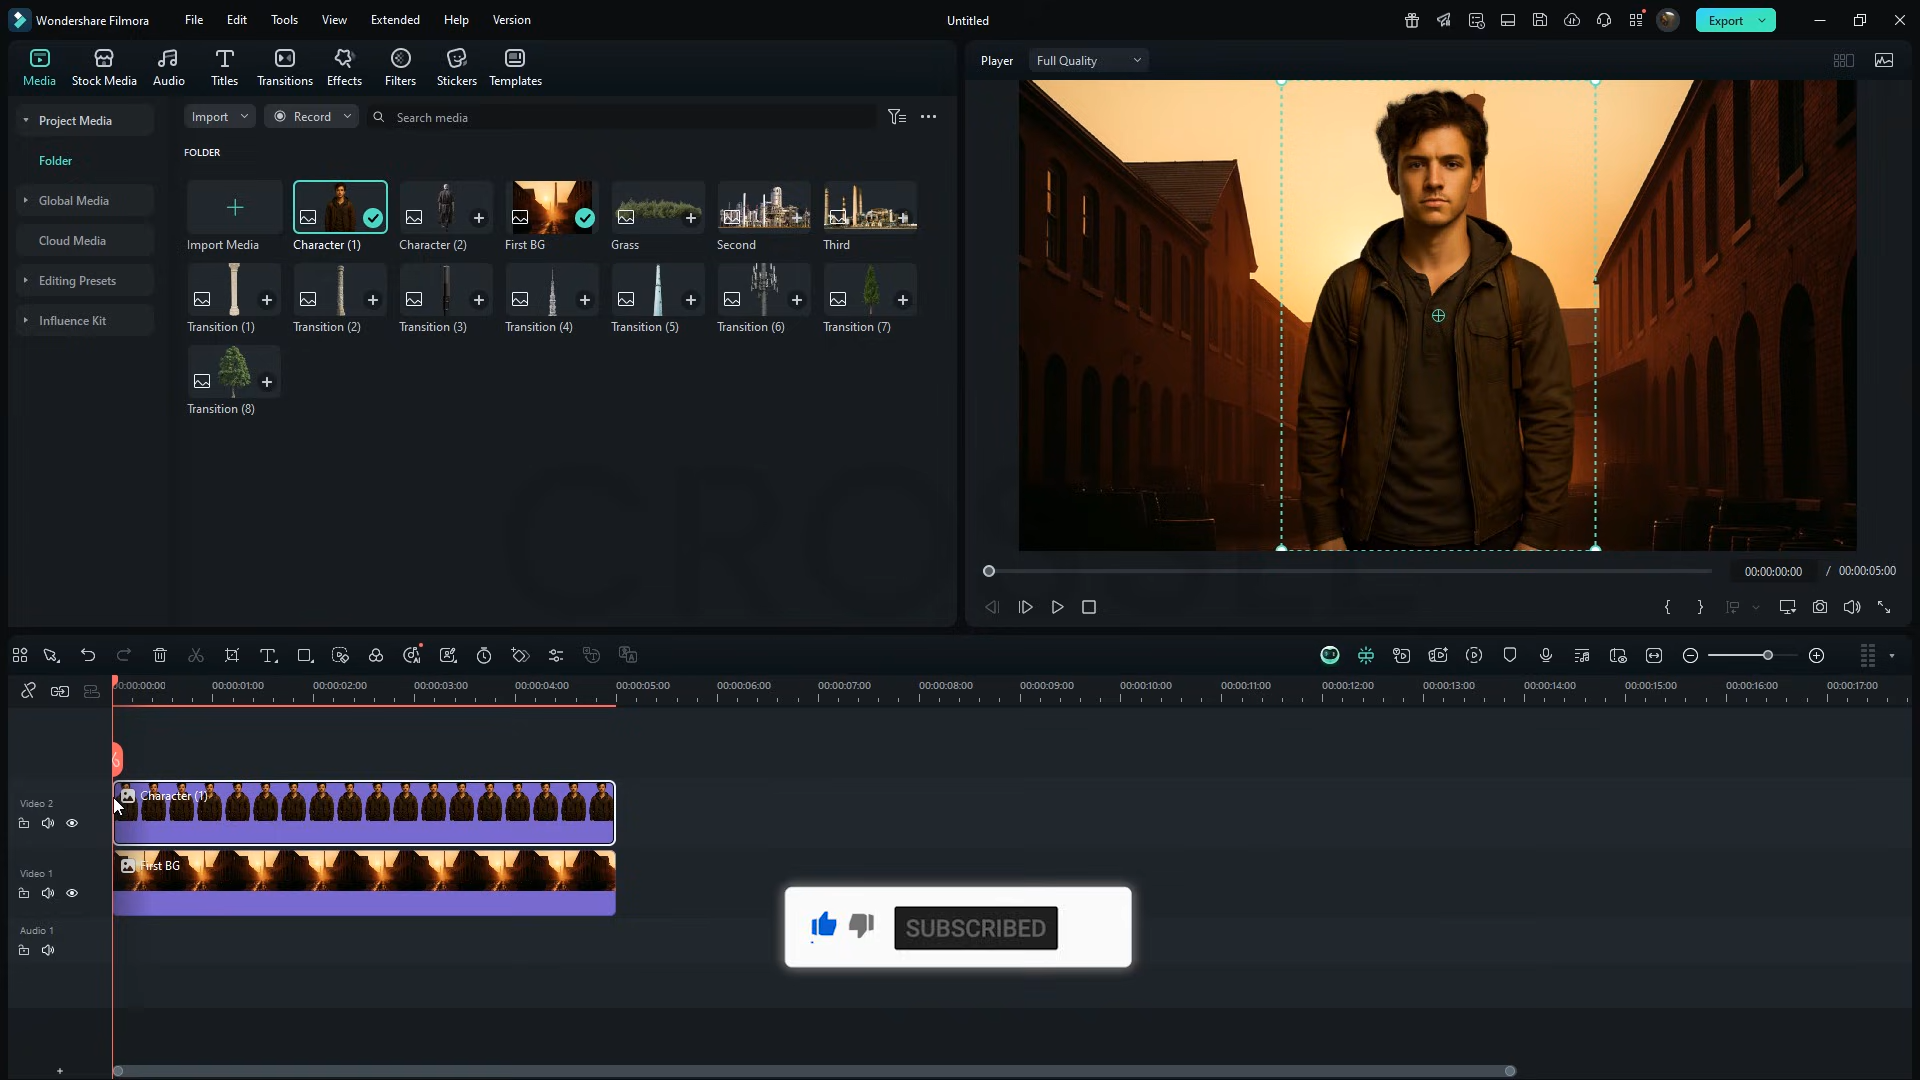 Wondershare Filmora
File Edit Tools View Extended Help Version
Untitled
Export
Media Stock Media Audio Titles Transitions Effects Filters Stickers Templates
Player Full Quality
Project Media
Folder
Global Media
Cloud Media
Editing Presets
Influence Kit
Import Record Search media
FOLDER
Import Media Character (1) Character (2) First BG Grass Second Third
Transition (1) Transition (2) Transition (3) Transition (4) Transition (5) Transition (6) Transition (7)
Transition (8)
00:00:00:00 / 00:00:05:00
00:00:00:00 00:00:01:00 00:00:02:00 00:00:03:00 00:00:04:00 00:00:05:00 00:00:06:00 00:00:07:00 00:00:08:00 00:00:09:00 00:00:10:00 00:00:11:00 00:00:12:00 00:00:13:00 00:00:14:00 00:00:15:00 00:00:16:00 00:00:17:00
Video 2
Character (1)
Video 1
First BG
Audio 1
SUBSCRIBED